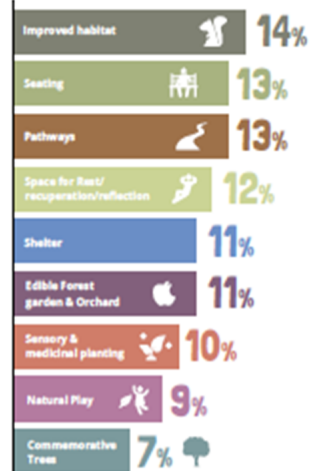 Improved habitat 14%
Seating 13%
Pathways 13%
Space for Rest/
recuperation/reflection 12%
Shelter 11%
Edible Forest
garden & Orchard 11%
Sensory &
medicinal planting 10%
Natural Play 9%
Commemorative
Trees 7%